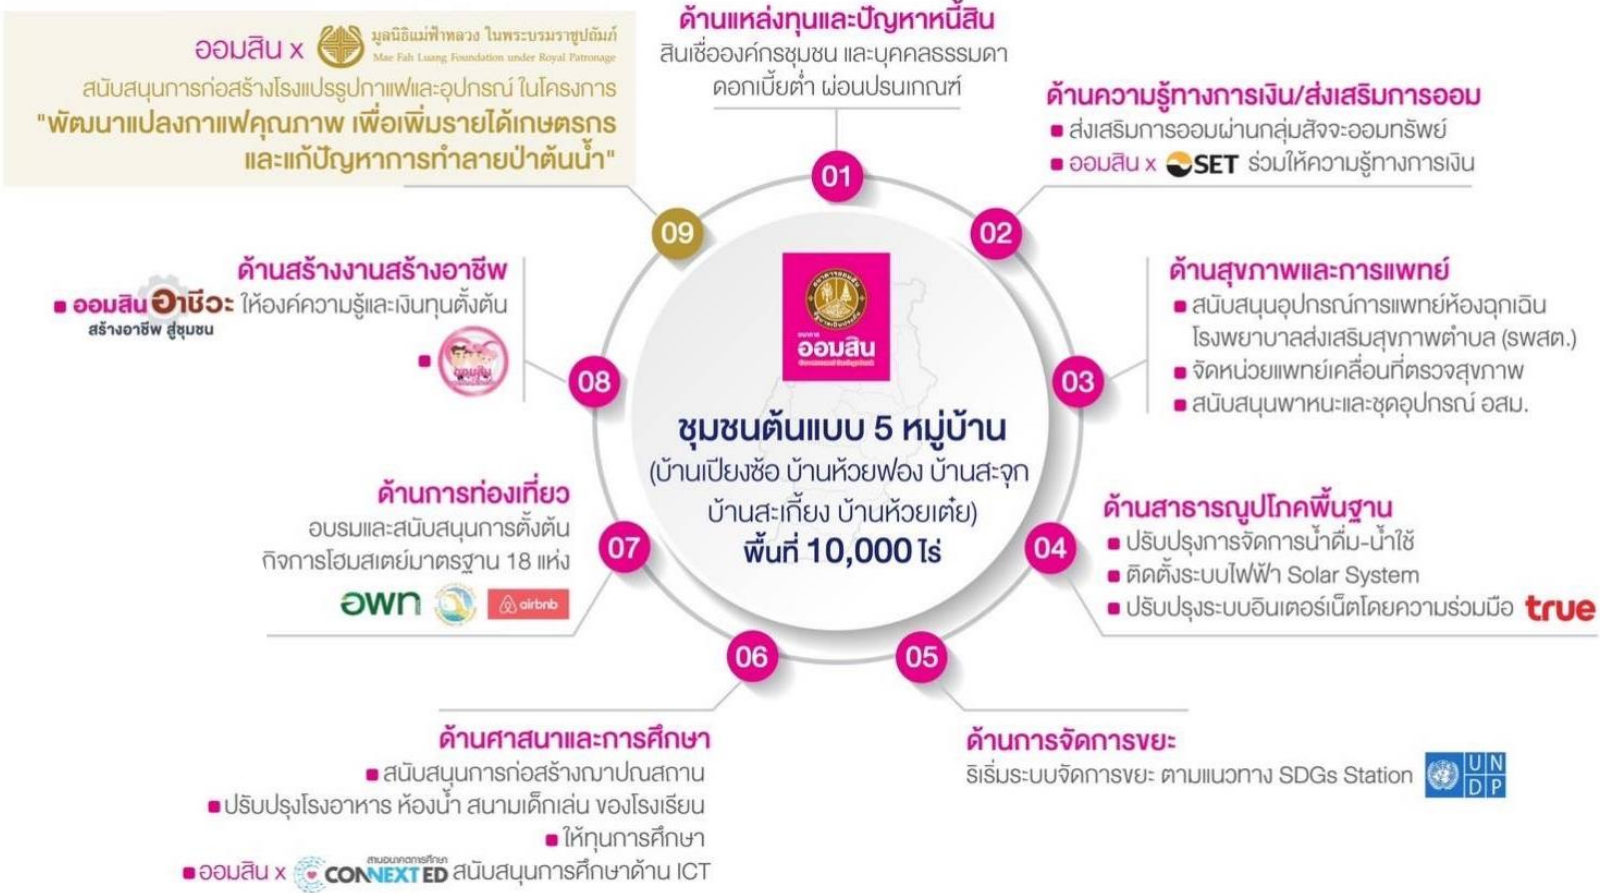 ออมสิน x มูลนิธิแม่ฟ้าหลวง ในพระบรมราชูปถัมภ์
Mae Fah Luang Foundation under Royal Patronage
สนับสนุนการก่อสร้างโรงแปรรูปกาแฟและอุปกรณ์ ในโครงการ
"พัฒนาแปลงกาแฟคุณภาพ เพื่อเพิ่มรายได้เกษตรกร
และแก้ปัญหาการทำลายป่าต้นน้ำ"
09
ด้านแหล่งทุนและปัญหาหนี้สิน
สินเชื่อองค์กรชุมชน และบุคคลธรรมดา
ดอกเบี้ยต่ำ ผ่อนปรนเกณฑ์
01
ด้านความรู้ทางการเงิน/ส่งเสริมการออม
ส่งเสริมการออมผ่านกลุ่มสัจจะออมทรัพย์
ออมสิน x SET ร่วมให้ความรู้ทางการเงิน
02
ด้านสุขภาพและการแพทย์
สนับสนุนอุปกรณ์การแพทย์ห้องฉุกเฉิน
โรงพยาบาลส่งเสริมสุขภาพตำบล (รพสต.)
จัดหน่วยแพทย์เคลื่อนที่ตรวจสุขภาพ
สนับสนุนพาหนะและชุดอุปกรณ์ อสม.
03
ด้านสาธารณูปโภคพื้นฐาน
ปรับปรุงการจัดการน้ำดื่ม-น้ำใช้
ติดตั้งระบบไฟฟ้า Solar System
ปรับปรุงระบบอินเตอร์เน็ตโดยความร่วมมือ true
04
ด้านการจัดการขยะ
ริเริ่มระบบจัดการขยะ ตามแนวทาง SDGs Station
UN
DP
05
ด้านศาสนาและการศึกษา
สนับสนุนการก่อสร้างฌาปณสถาน
ปรับปรุงโรงอาหาร ห้องน้ำ สนามเด็กเล่น ของโรงเรียน
ให้ทุนการศึกษา
สานอนาคตการศึกษา
ออมสิน x CONNEXT ED สนับสนุนการศึกษาด้าน ICT
06
ด้านการท่องเที่ยว
อบรมและสนับสนุนการตั้งต้น
กิจการโฮมสเตย์มาตรฐาน 18 แห่ง
อพท airbnb
07
ด้านสร้างงานสร้างอาชีพ
ออมสิน อาชีวะ ให้องค์ความรู้และเงินทุนตั้งต้น
สร้างอาชีพ สู่ชุมชน
08
ธนาคาร
ออมสิน
Government Savings Bank
ชุมชนต้นแบบ 5 หมู่บ้าน
(บ้านเปียงซ้อ บ้านห้วยฟอง บ้านสะจุก
บ้านสะเกี้ยง บ้านห้วยเต๋ย)
พื้นที่ 10,000 ไร่